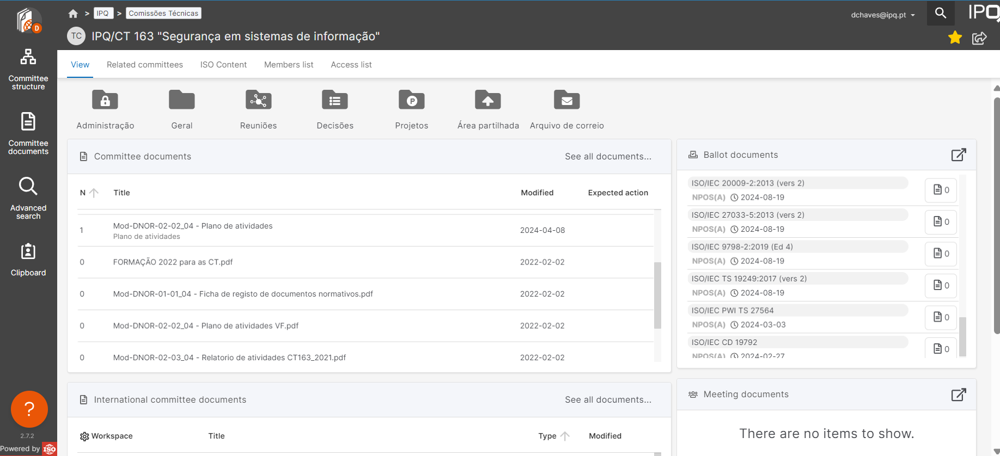 IPQ > Comissões Técnicas
dchaves@ipq.pt
IPQ
TC IPQ/CT 163 "Segurança em sistemas de informação"
D
Committee structure
Committee documents
Advanced search
Clipboard
?
2.7.2
Powered by ISO
View Related committees ISO Content Members list Access list
Administração Geral Reuniões Decisões Projetos Área partilhada Arquivo de correio
Committee documents See all documents...
N Title Modified Expected action
1 Mod-DNOR-02-02_04 - Plano de atividades 2024-04-08
Plano de atividades
0 FORMAÇÃO 2022 para as CT.pdf 2022-02-02
0 Mod-DNOR-01-01_04 - Ficha de registo de documentos normativos.pdf 2022-02-02
0 Mod-DNOR-02-02_04 - Plano de atividades VF.pdf 2022-02-02
0 Mod-DNOR-02-03_04 - Relatorio de atividades CT163_2021.pdf 2022-02-02
Ballot documents
ISO/IEC 20009-2:2013 (vers 2)
NPOS(A) 2024-08-19 0
ISO/IEC 27033-5:2013 (vers 2)
NPOS(A) 2024-08-19 0
ISO/IEC 9798-2:2019 (Ed 4)
NPOS(A) 2024-08-19 0
ISO/IEC TS 19249:2017 (vers 2)
NPOS(A) 2024-08-19 0
ISO/IEC PWI TS 27564
NPOS(A) 2024-03-03 0
ISO/IEC CD 19792
NPOS(A) 2024-02-27 0
International committee documents See all documents...
Workspace Title Type Modified
Meeting documents
There are no items to show.